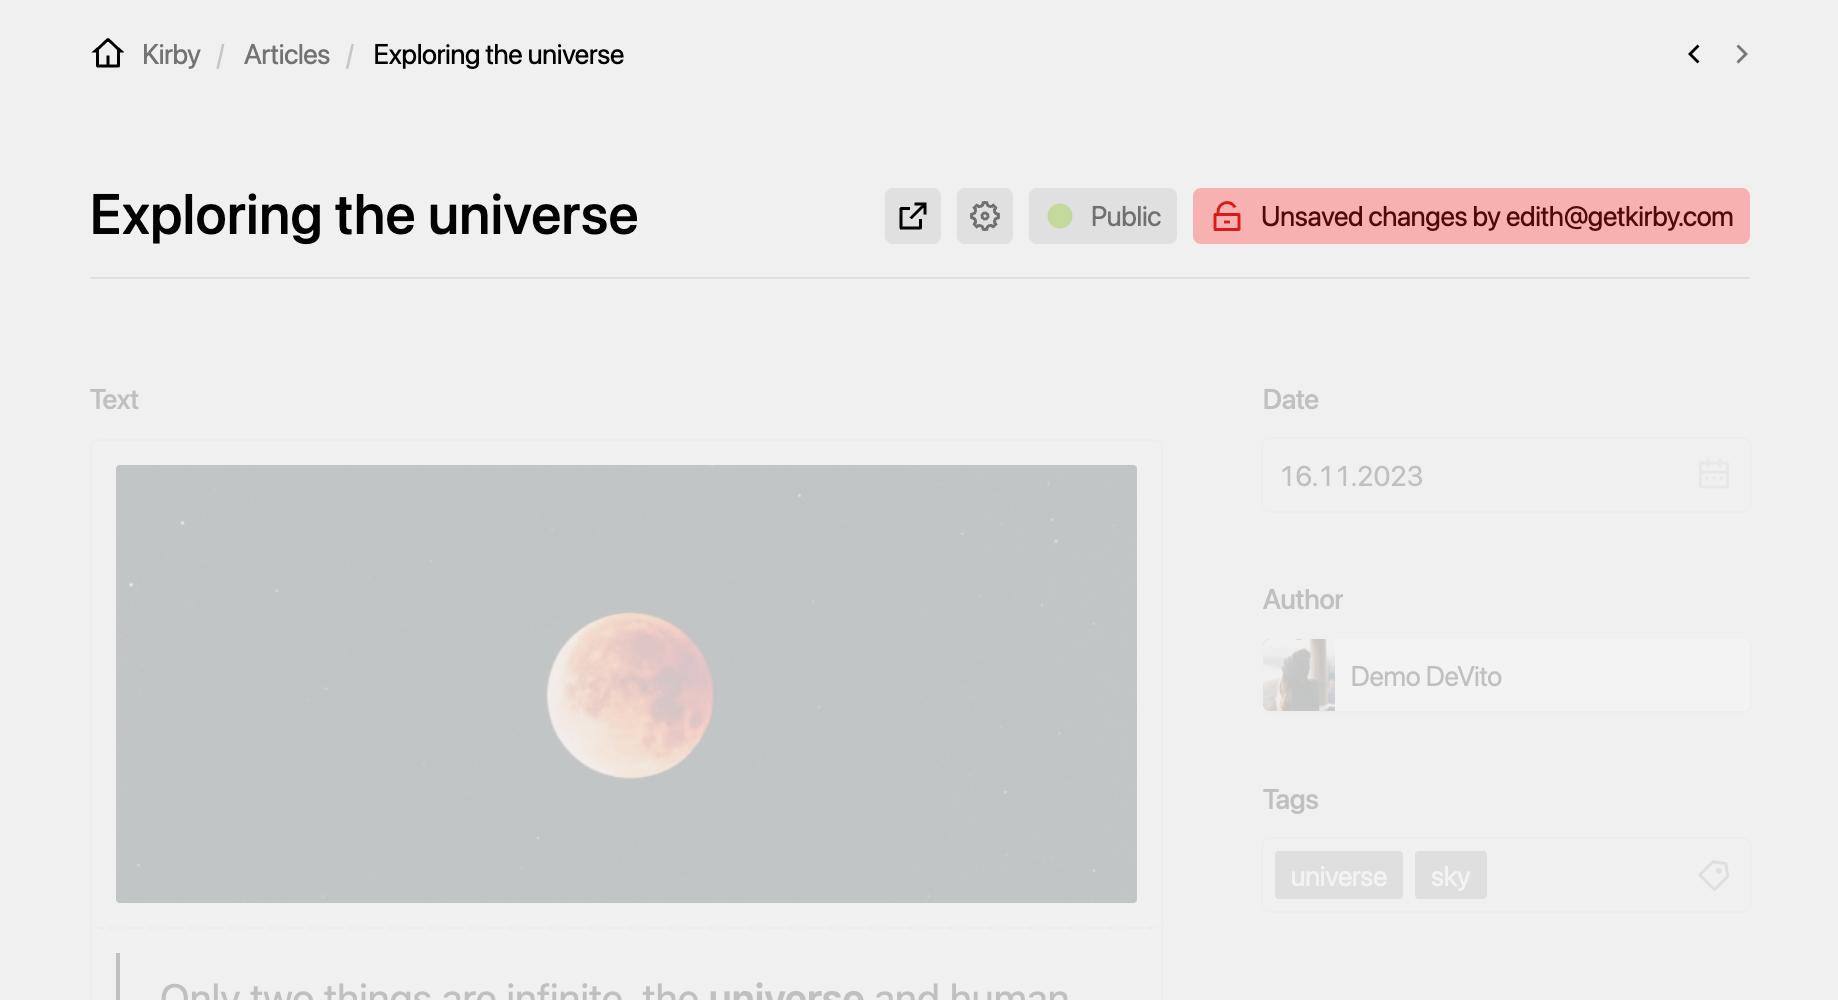 Kirby / Articles / Exploring the universe
Exploring the universe
Public
Unsaved changes by edith@getkirby.com
Text
Date
16.11.2023
Author
Demo DeVito
Tags
universe sky
Only two things are infinite, the universe and human